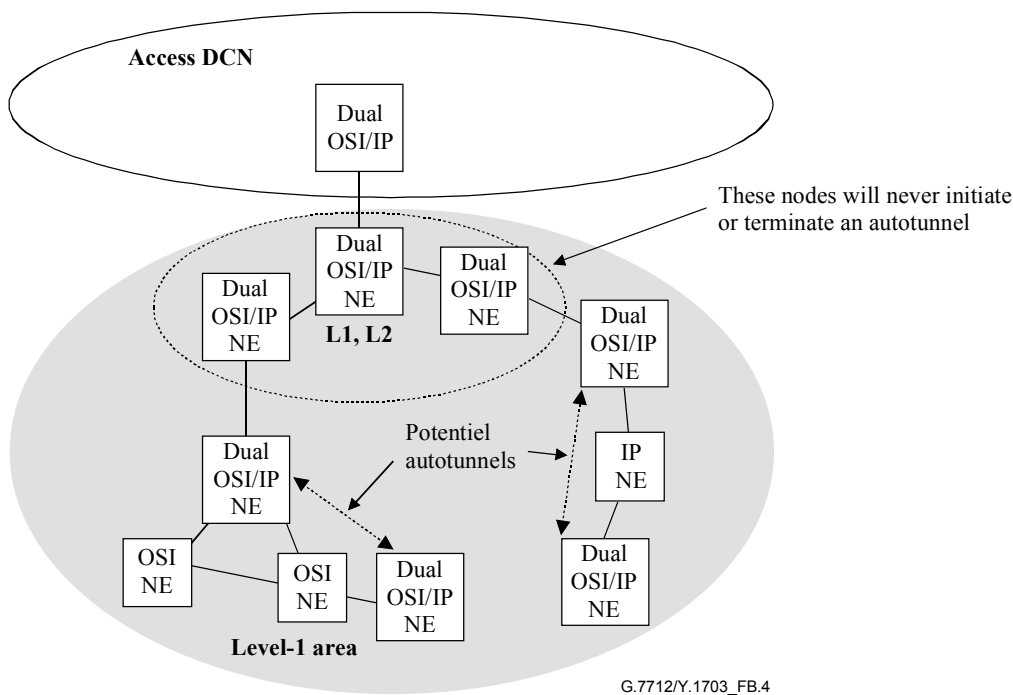 Access DCN
Dual
OSI/IP
These nodes will never initiate
or terminate an autotunnel
Dual
OSI/IP
NE
L1, L2
Dual
OSI/IP
NE
Dual
OSI/IP
NE
Dual
OSI/IP
NE
Potentiel
autotunnels
IP
NE
Dual
OSI/IP
NE
OSI
NE
OSI
NE
Dual
OSI/IP
NE
Dual
OSI/IP
NE
Level-1 area
G.7712/Y.1703_FB.4